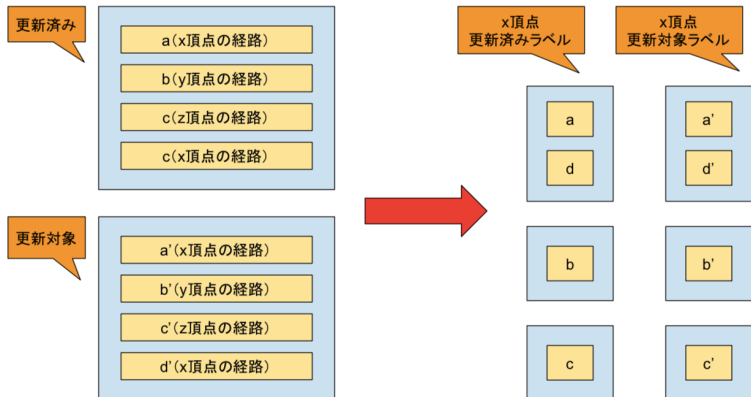 更新済み
a(x頂点の経路)
b(y頂点の経路)
c(z頂点の経路)
c(x頂点の経路)
更新対象
a'(x頂点の経路)
b'(y頂点の経路)
c'(z頂点の経路)
d'(x頂点の経路)
x頂点
更新済みラベル
x頂点
更新対象ラベル
a
a'
d
d'
b
b'
c
c'